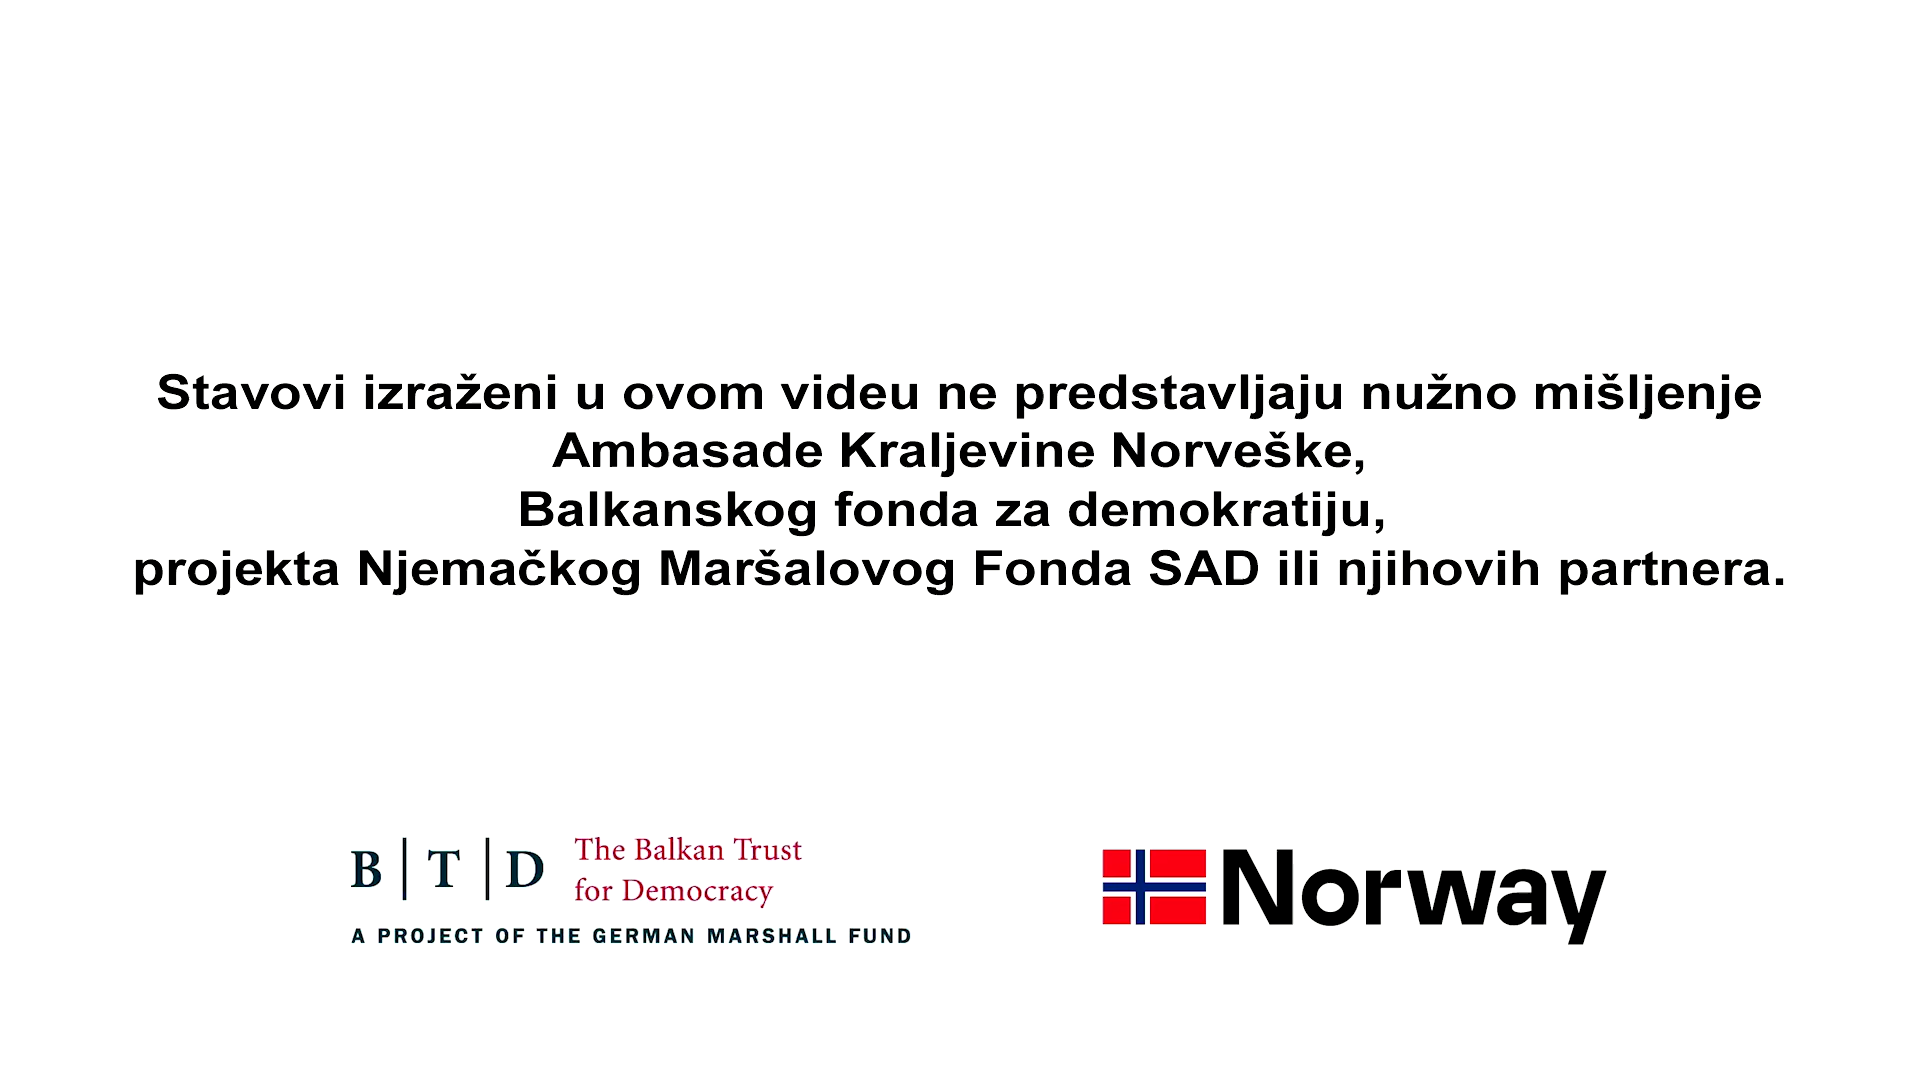 Stavovi izraženi u ovom videu ne predstavljaju nužno mišljenje
Ambasade Kraljevine Norveške,
Balkanskog fonda za demokratiju,
projekta Njemačkog Maršalovog Fonda SAD ili njihovih partnera.
B|T|D
The Balkan Trust
for Democracy
A PROJECT OF THE GERMAN MARSHALL FUND
Norway